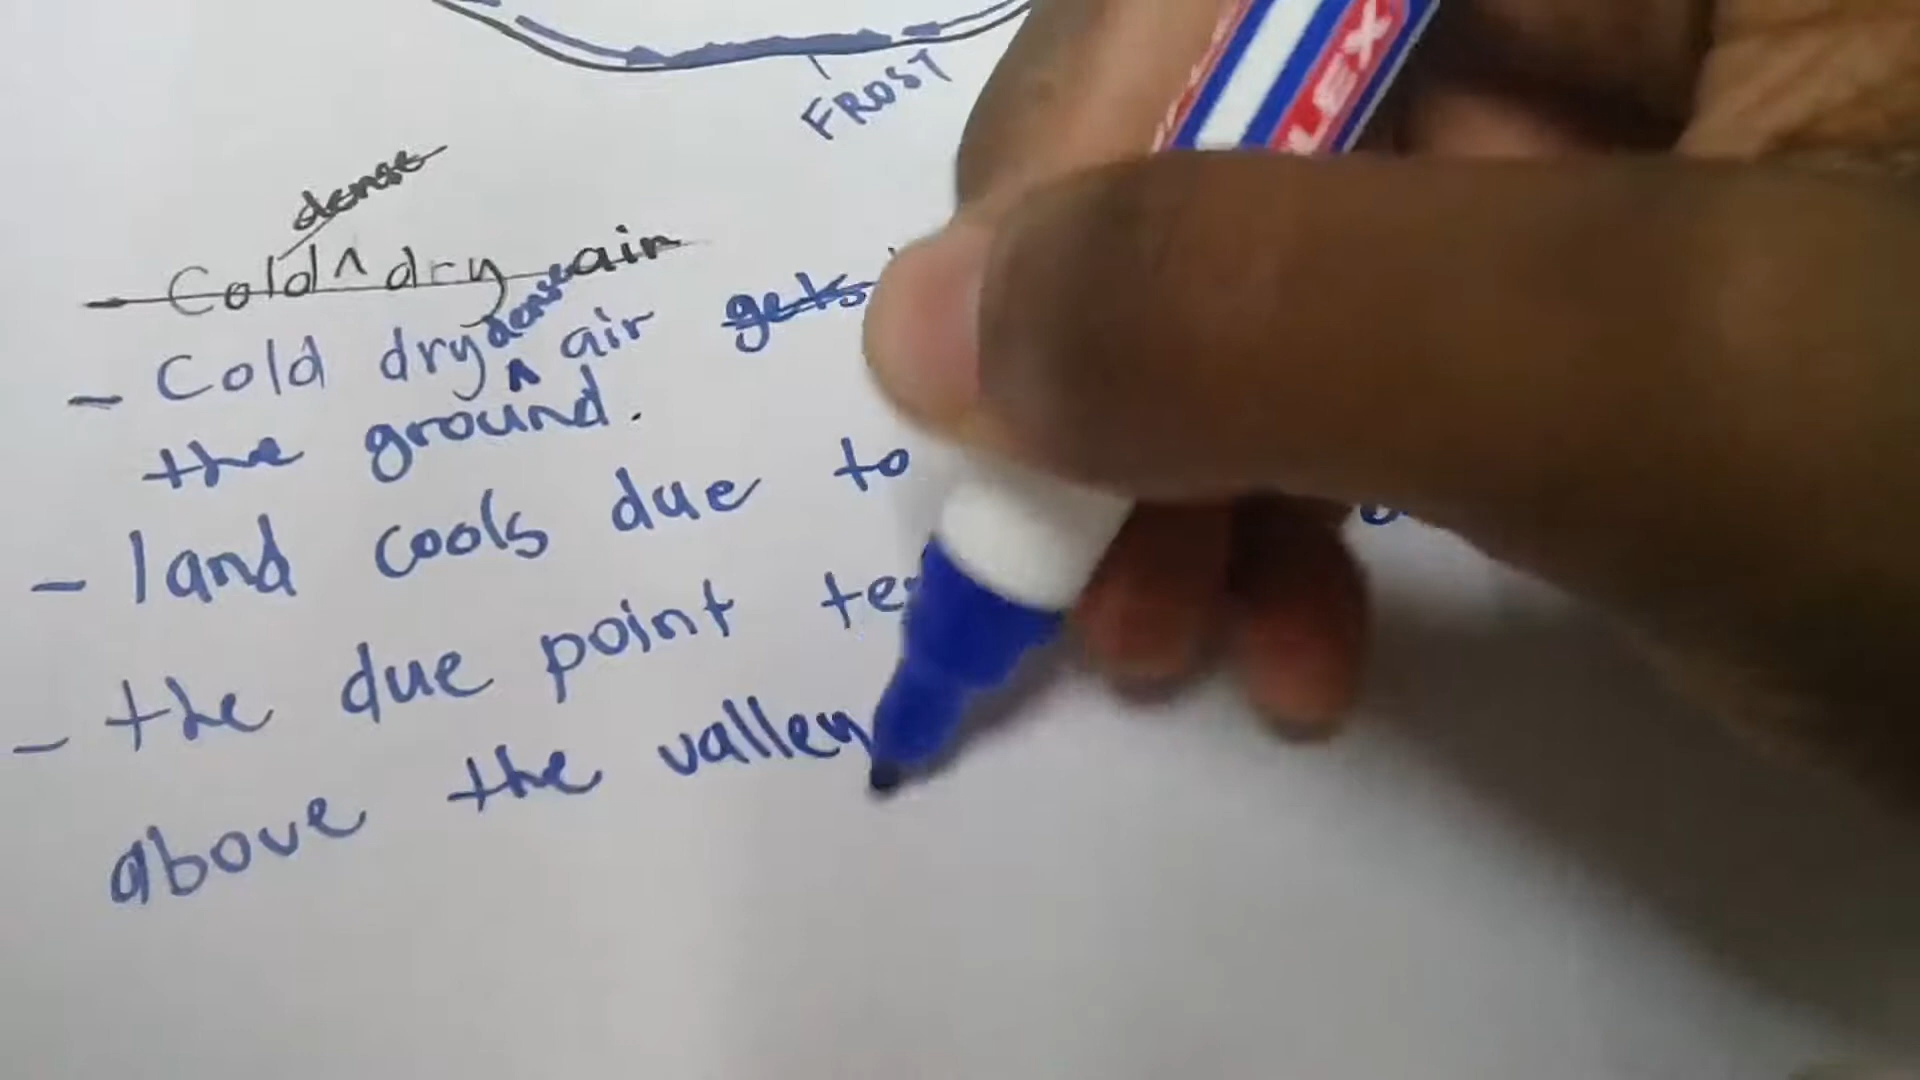 FROST
dense
- Cold ^ dry air
dense
- Cold dry ^ air gets
the ground.
- land cools due to
- the due point
above the valley
LEX